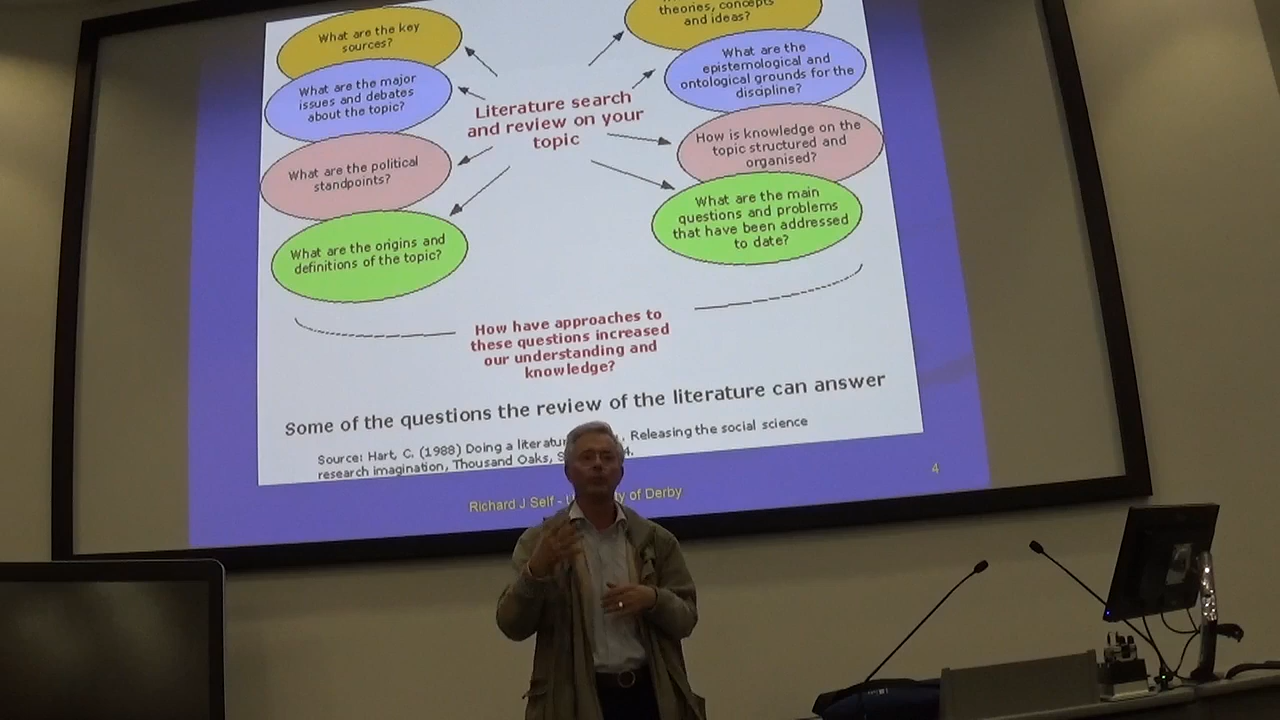 What are the key
sources?
What are the major
issues and debates
about the topic?
What are the political
standpoints?
What are the origins and
definitions of the topic?
Literature search
and review on your
topic
theories, concepts
and ideas?
What are the
epistemological and
ontological grounds for the
discipline?
How is knowledge on the
topic structured and
organised?
What are the main
questions and problems
that have been addressed
to date?
How have approaches to
these questions increased
our understanding and
knowledge?
Some of the questions the review of the literature can answer
Source: Hart, C. (1988) Doing a Releasing the social science
research imagination, Thousand Oaks,
Richard J Self - of Derby
4